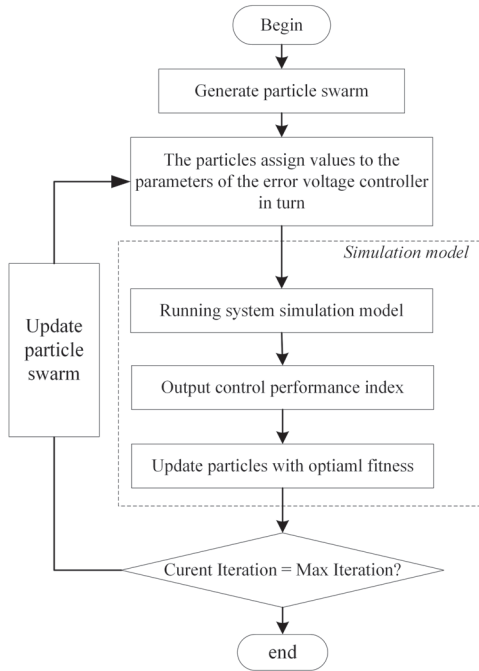 Begin
Generate particle swarm
The particles assign values to the
parameters of the error voltage controller
in turn
Simulation model
Running system simulation model
Output control performance index
Update particles with optiaml fitness
Update
particle
swarm
Curent Iteration = Max Iteration?
end